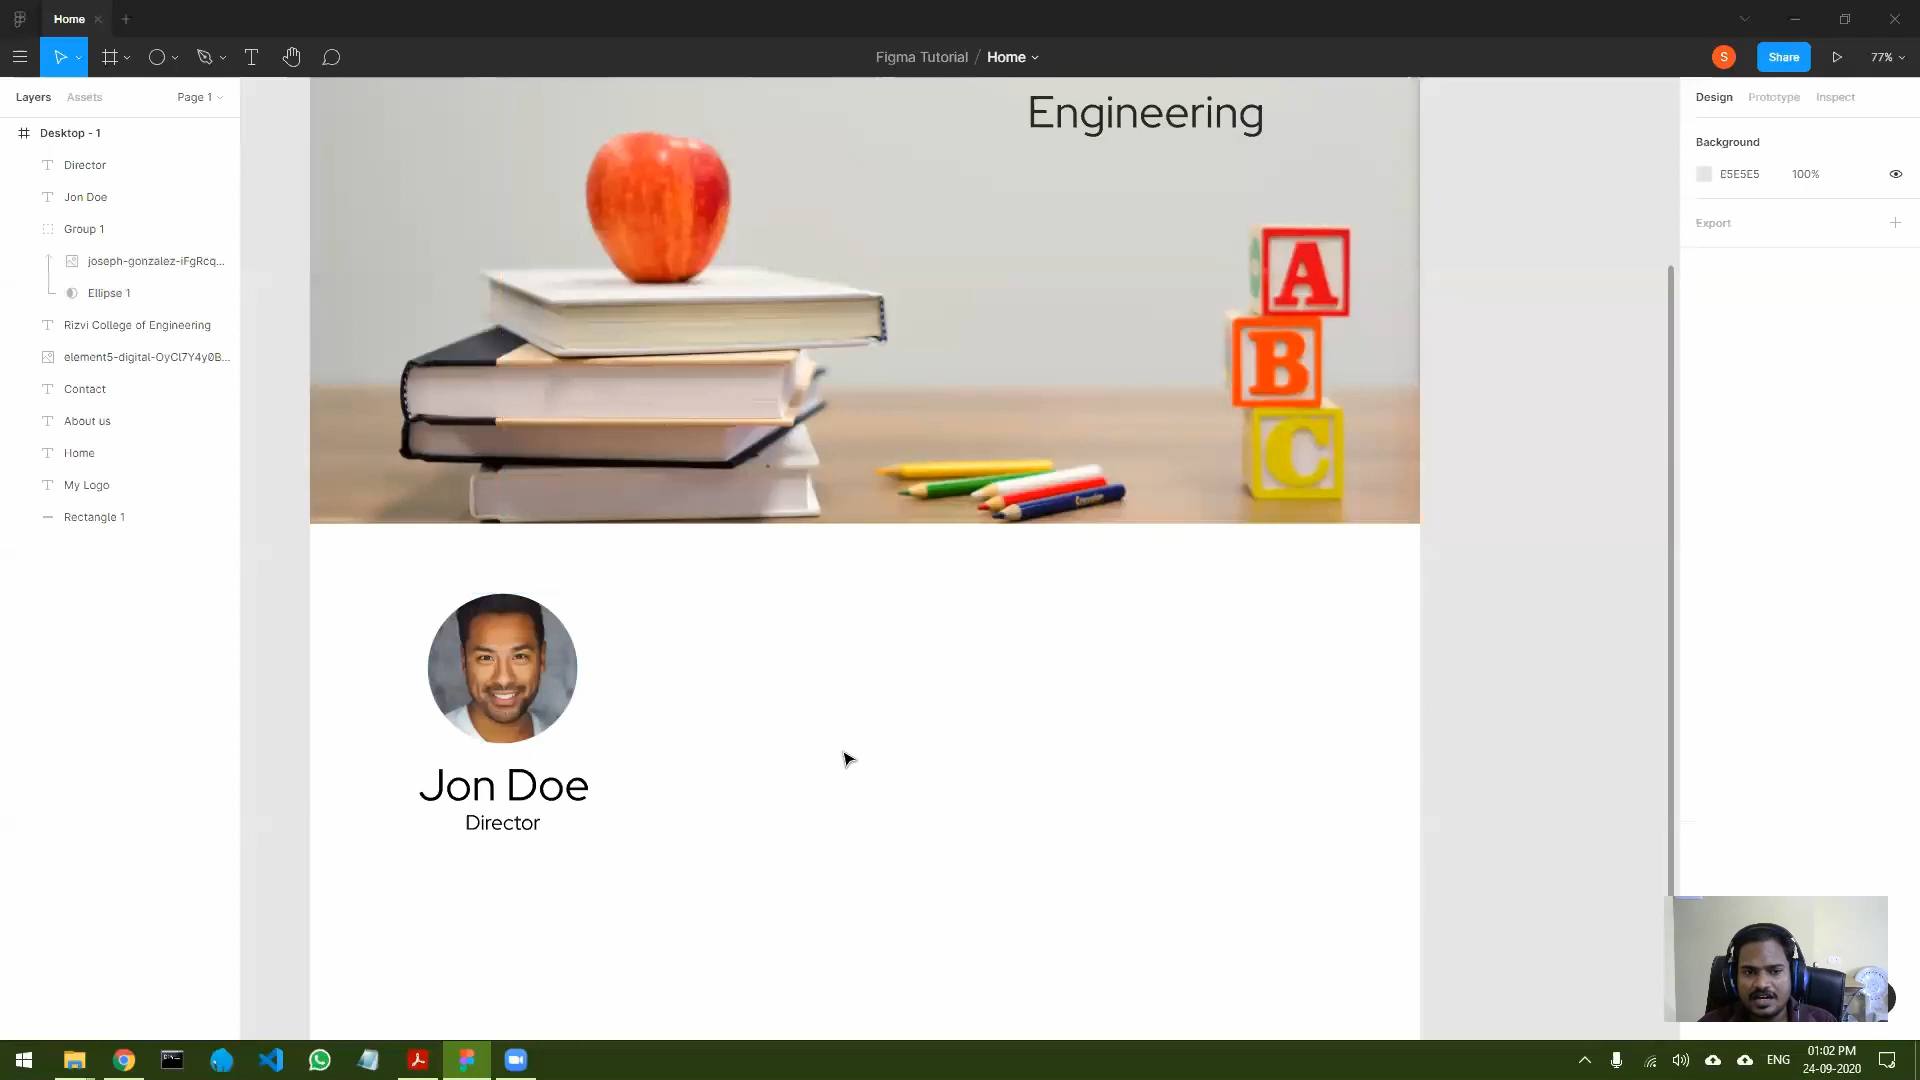 Home
Figma Tutorial / Home
S
Share
77%
Layers
Assets
Page 1
Design
Prototype
Inspect
Desktop - 1
Director
Jon Doe
Group 1
joseph-gonzalez-iFgRcq...
Ellipse 1
Rizvi College of Engineering
element5-digital-OyCl7Y4y0B...
Contact
About us
Home
My Logo
Rectangle 1
Background
E5E5E5
100%
Export
Engineering
A
B
C
Jon Doe
Director
ENG
01:02 PM
24-09-2020